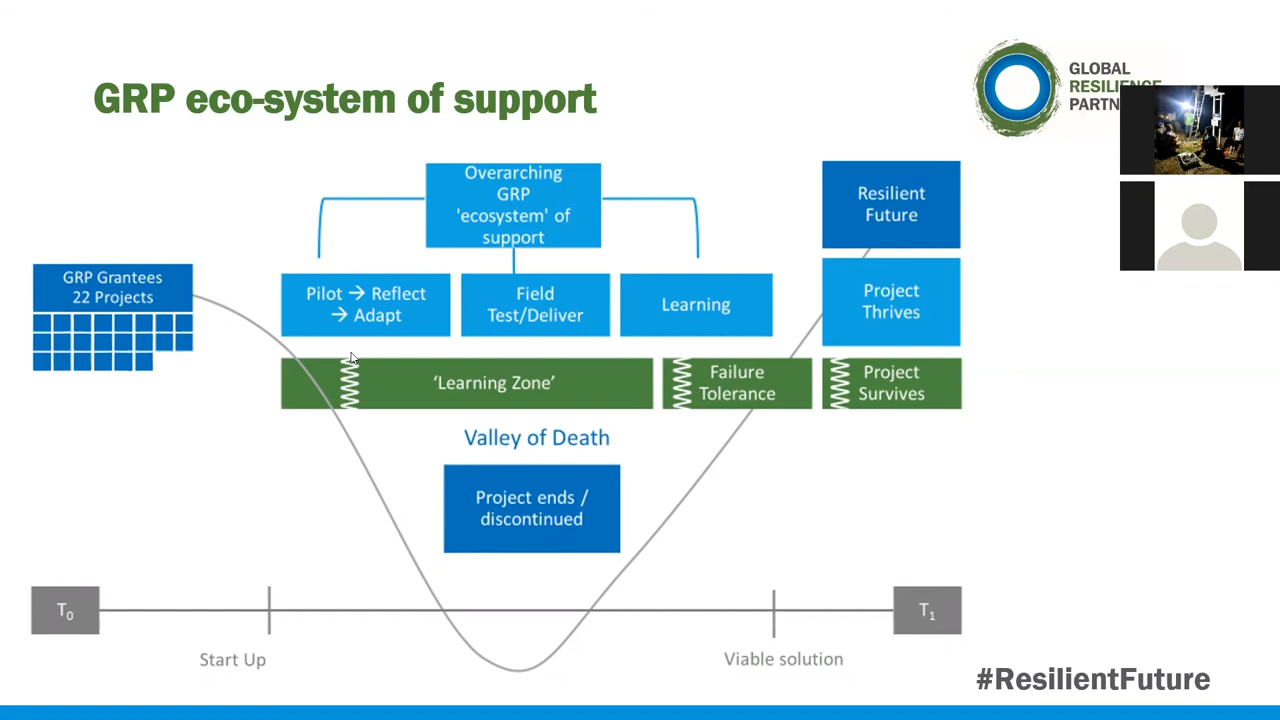 GRP eco-system of support
GLOBAL
RESILIENCE
Overarching
GRP
'ecosystem' of
support
Resilient
Future
GRP Grantees
22 Projects
Pilot → Reflect
→ Adapt
Field
Test/Deliver
Learning
Project
Thrives
'Learning Zone'
Failure
Tolerance
Project
Survives
Valley of Death
Project ends /
discontinued
T0
T1
Start Up
Viable solution
#ResilientFuture